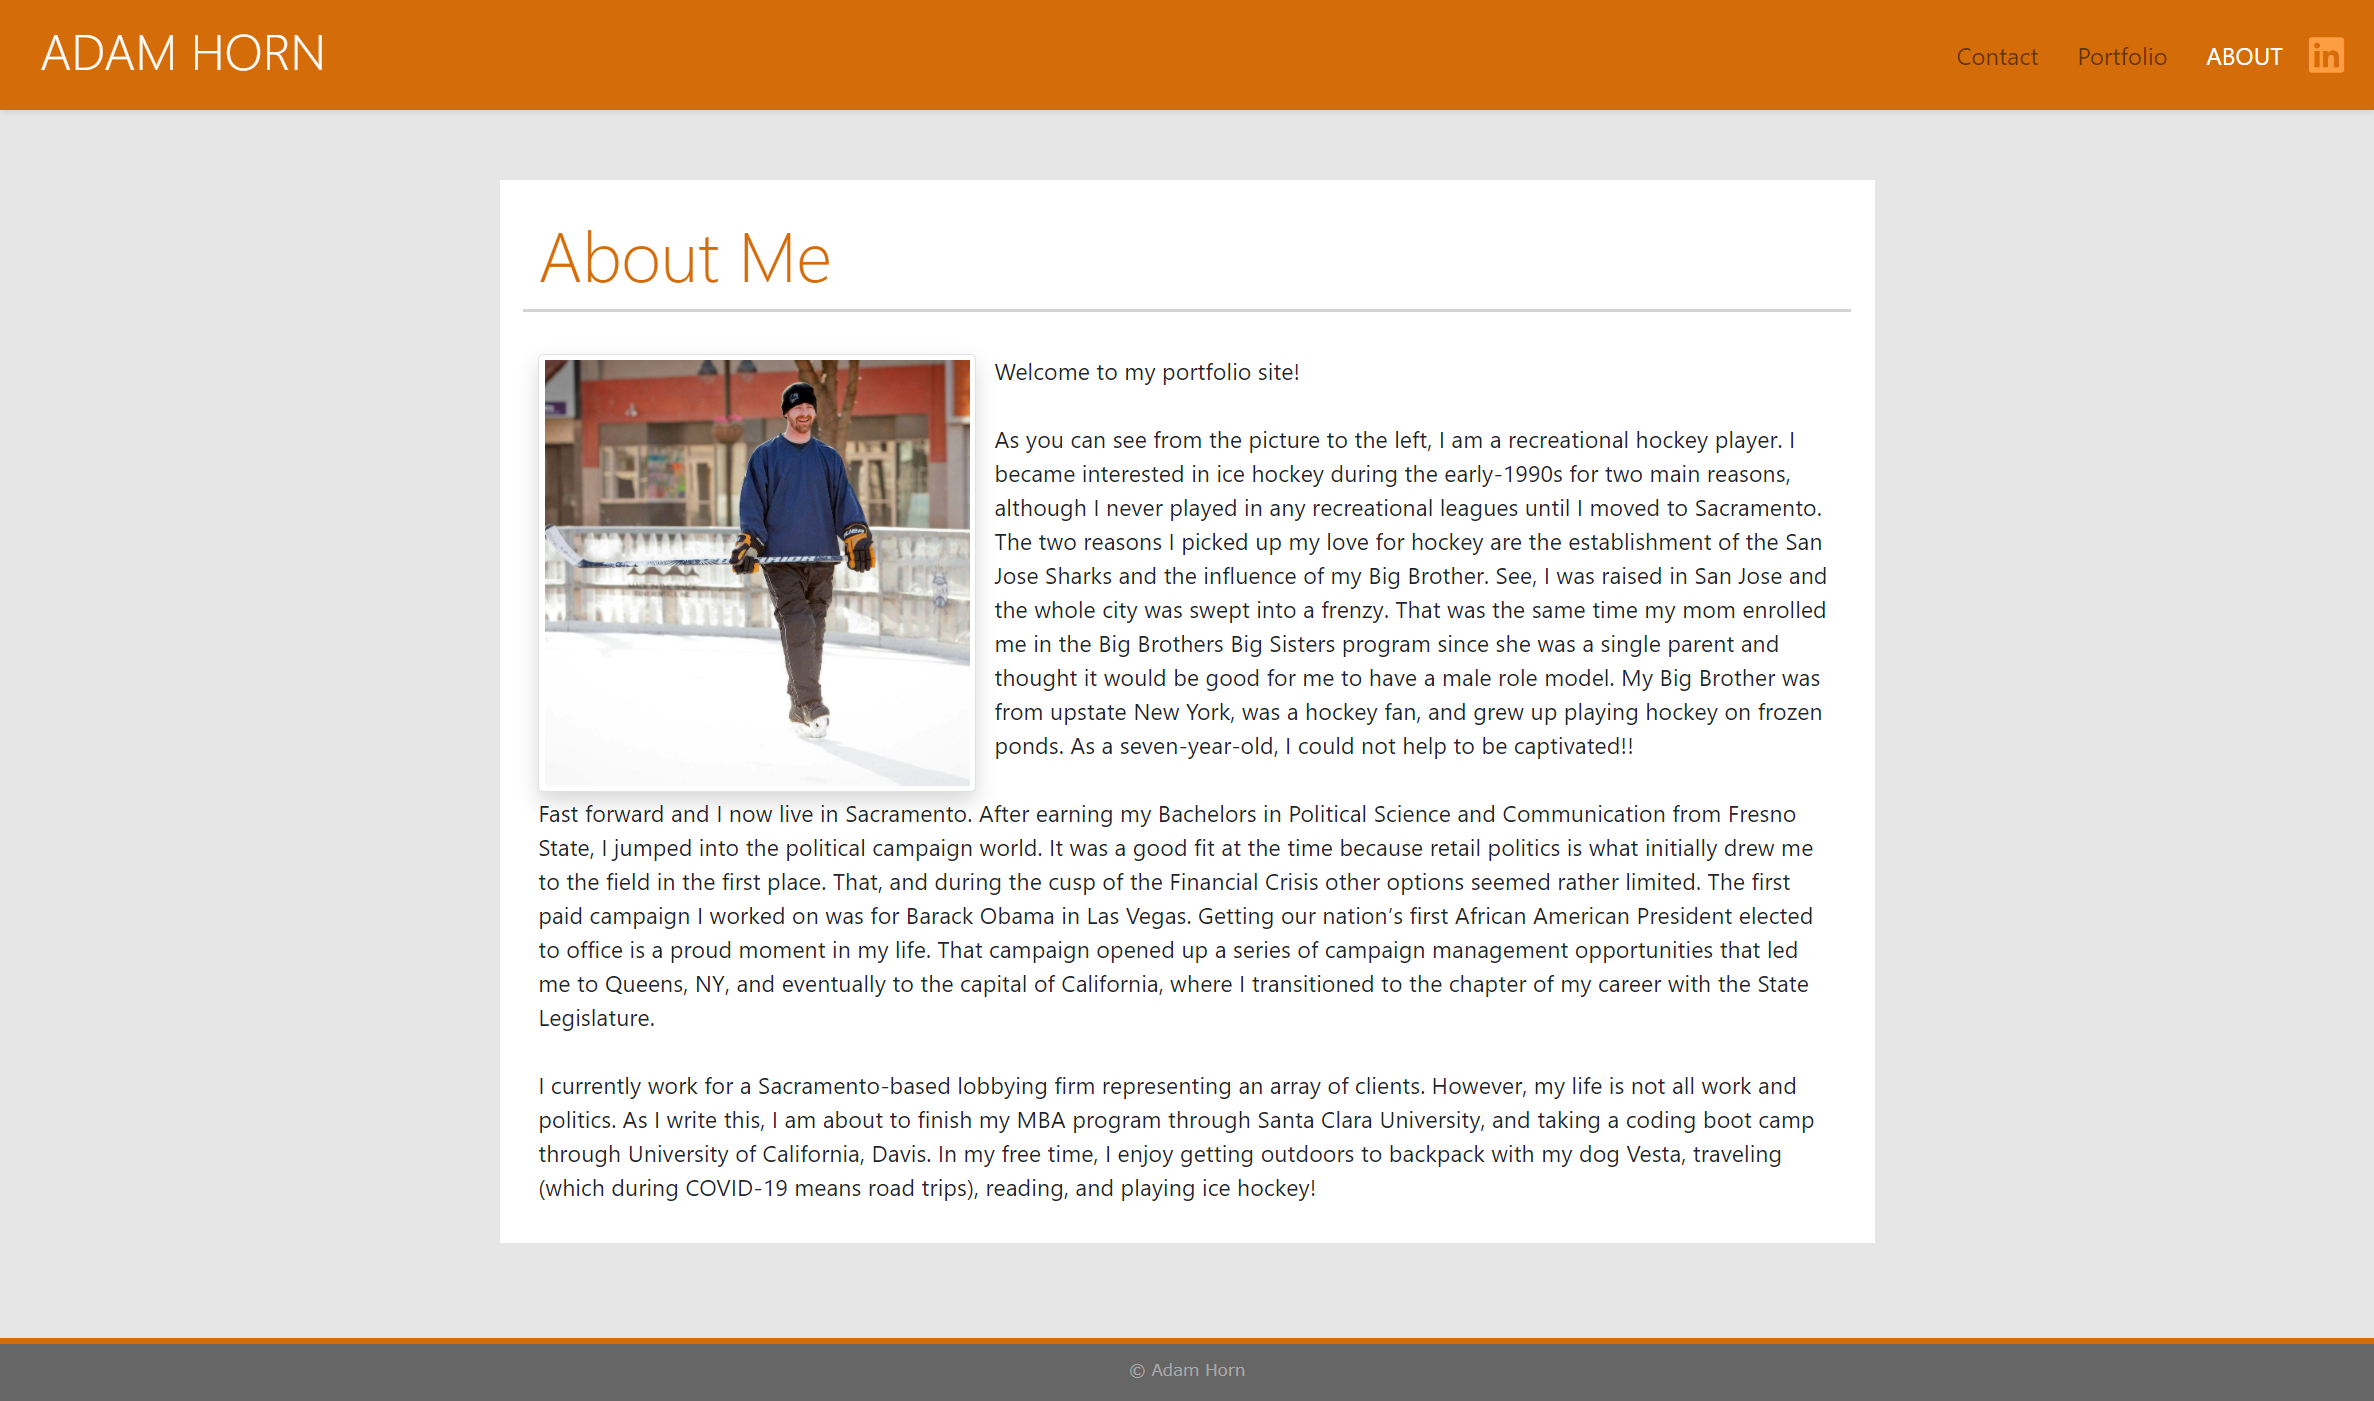 ADAM HORN
Contact Portfolio ABOUT in
About Me
Welcome to my portfolio site!
As you can see from the picture to the left, I am a recreational hockey player. I
became interested in ice hockey during the early-1990s for two main reasons,
although I never played in any recreational leagues until I moved to Sacramento.
The two reasons I picked up my love for hockey are the establishment of the San
Jose Sharks and the influence of my Big Brother. See, I was raised in San Jose and
the whole city was swept into a frenzy. That was the same time my mom enrolled
me in the Big Brothers Big Sisters program since she was a single parent and
thought it would be good for me to have a male role model. My Big Brother was
from upstate New York, was a hockey fan, and grew up playing hockey on frozen
ponds. As a seven-year-old, I could not help to be captivated!!
Fast forward and I now live in Sacramento. After earning my Bachelors in Political Science and Communication from Fresno
State, I jumped into the political campaign world. It was a good fit at the time because retail politics is what initially drew me
to the field in the first place. That, and during the cusp of the Financial Crisis other options seemed rather limited. The first
paid campaign I worked on was for Barack Obama in Las Vegas. Getting our nation’s first African American President elected
to office is a proud moment in my life. That campaign opened up a series of campaign management opportunities that led
me to Queens, NY, and eventually to the capital of California, where I transitioned to the chapter of my career with the State
Legislature.
I currently work for a Sacramento-based lobbying firm representing an array of clients. However, my life is not all work and
politics. As I write this, I am about to finish my MBA program through Santa Clara University, and taking a coding boot camp
through University of California, Davis. In my free time, I enjoy getting outdoors to backpack with my dog Vesta, traveling
(which during COVID-19 means road trips), reading, and playing ice hockey!
© Adam Horn